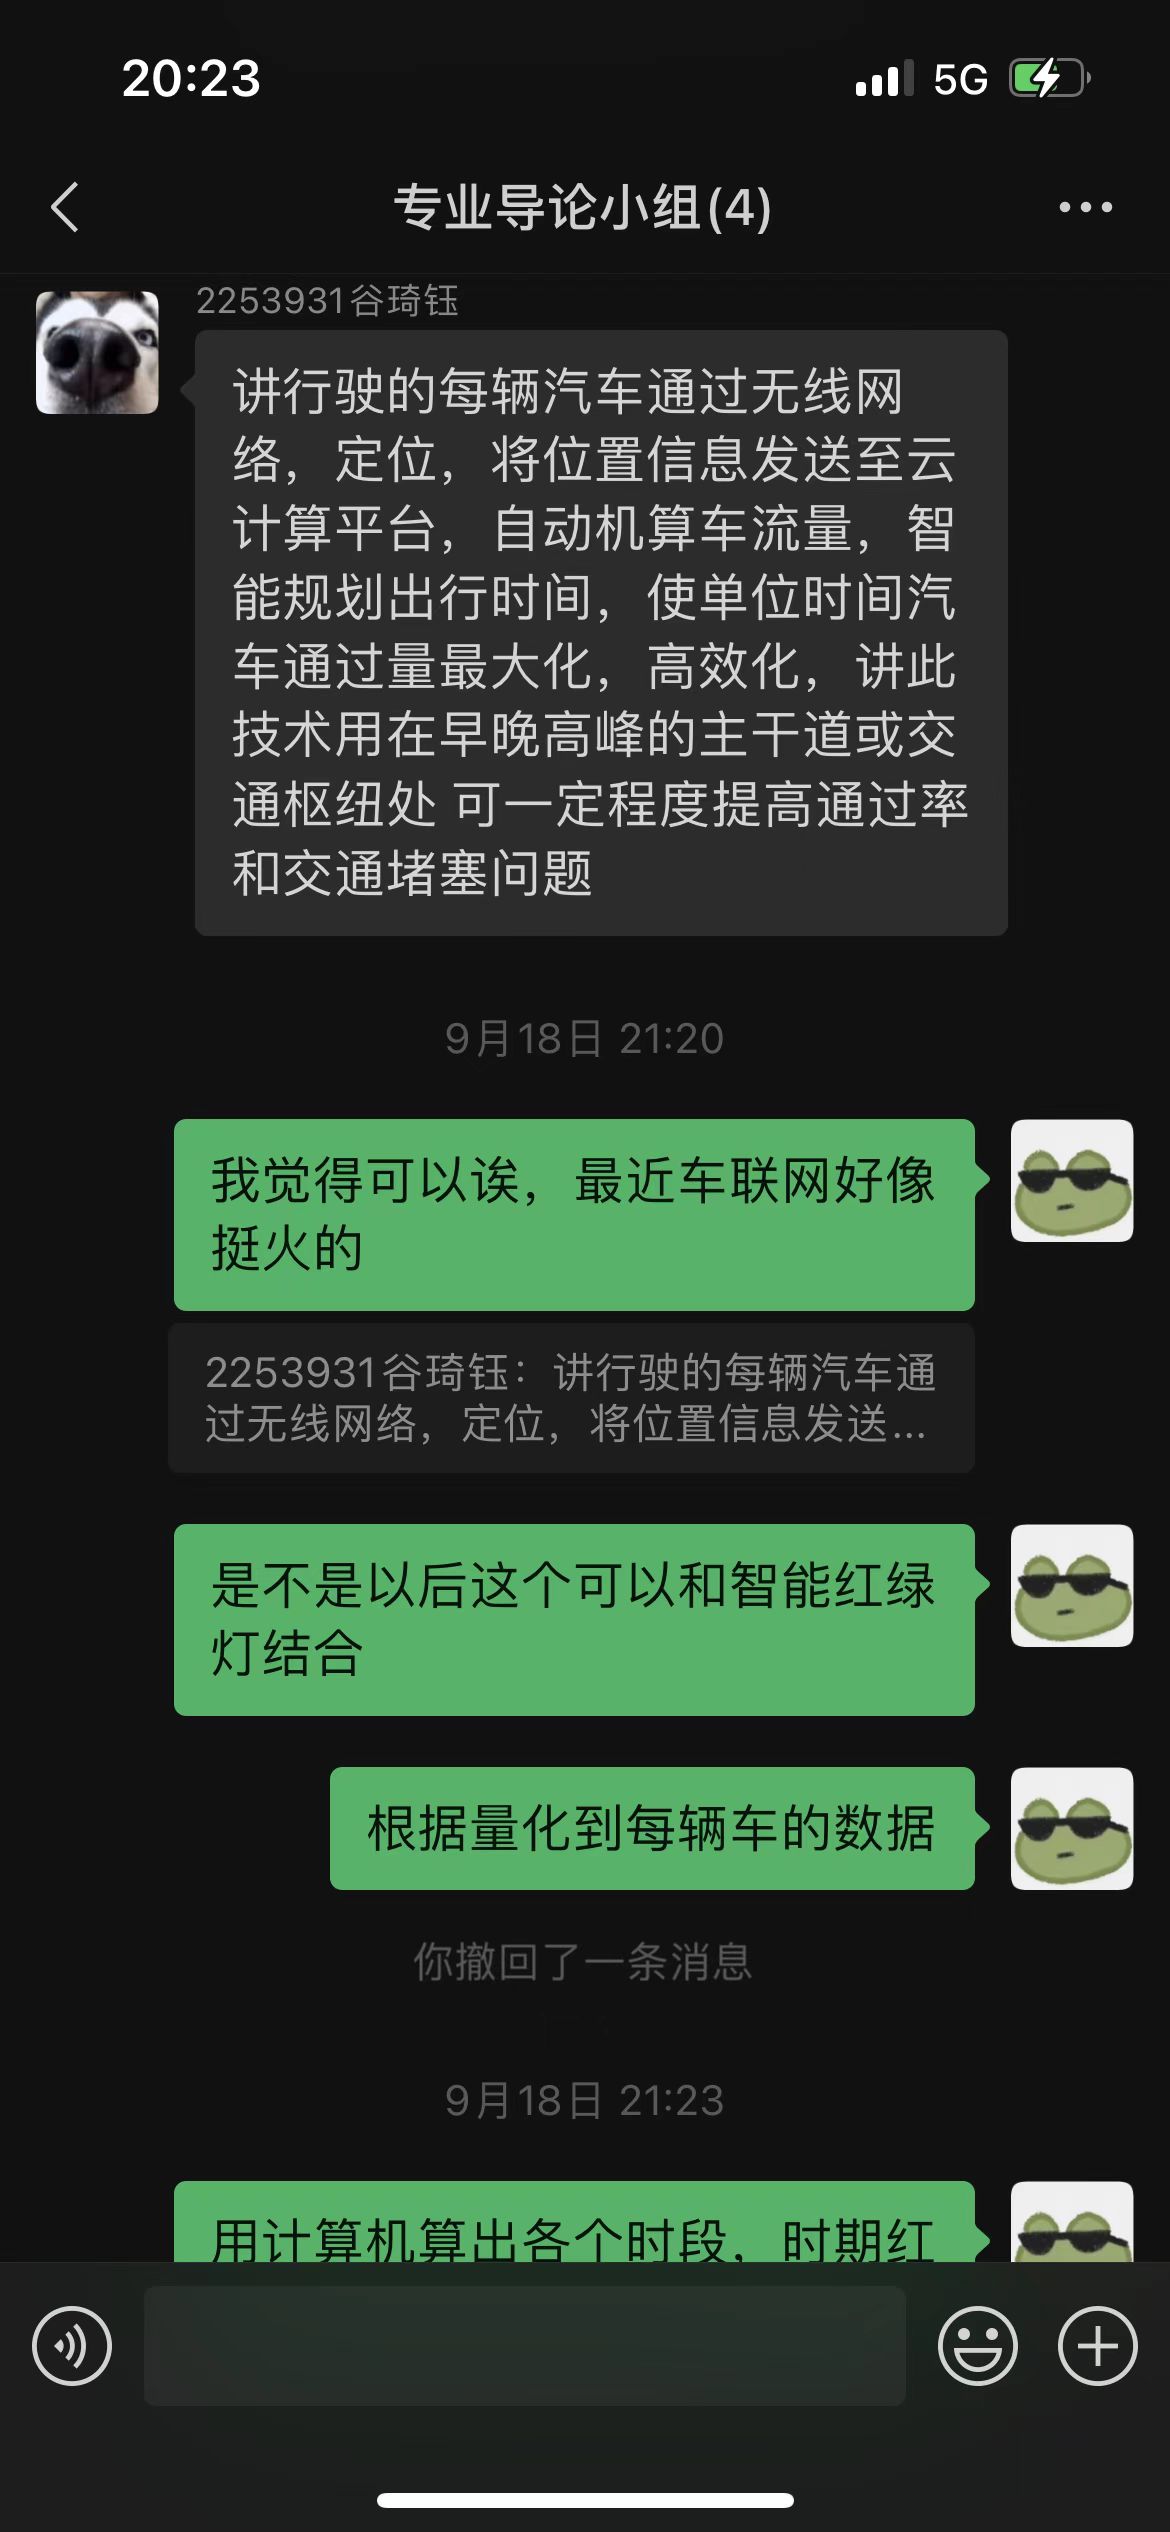 20:23
5G
专业导论小组(4)
2253931谷琦钰
讲行驶的每辆汽车通过无线网
络，定位，将位置信息发送至云
计算平台，自动机算车流量，智
能规划出行时间，使单位时间汽
车通过量最大化，高效化，讲此
技术用在早晚高峰的主干道或交
通枢纽处 可一定程度提高通过率
和交通堵塞问题
9月18日 21:20
我觉得可以诶，最近车联网好像
挺火的
2253931谷琦钰：讲行驶的每辆汽车通
过无线网络，定位，将位置信息发送...
是不是以后这个可以和智能红绿
灯结合
根据量化到每辆车的数据
你撤回了一条消息
9月18日 21:23
用计算机算出各个时段，时期红